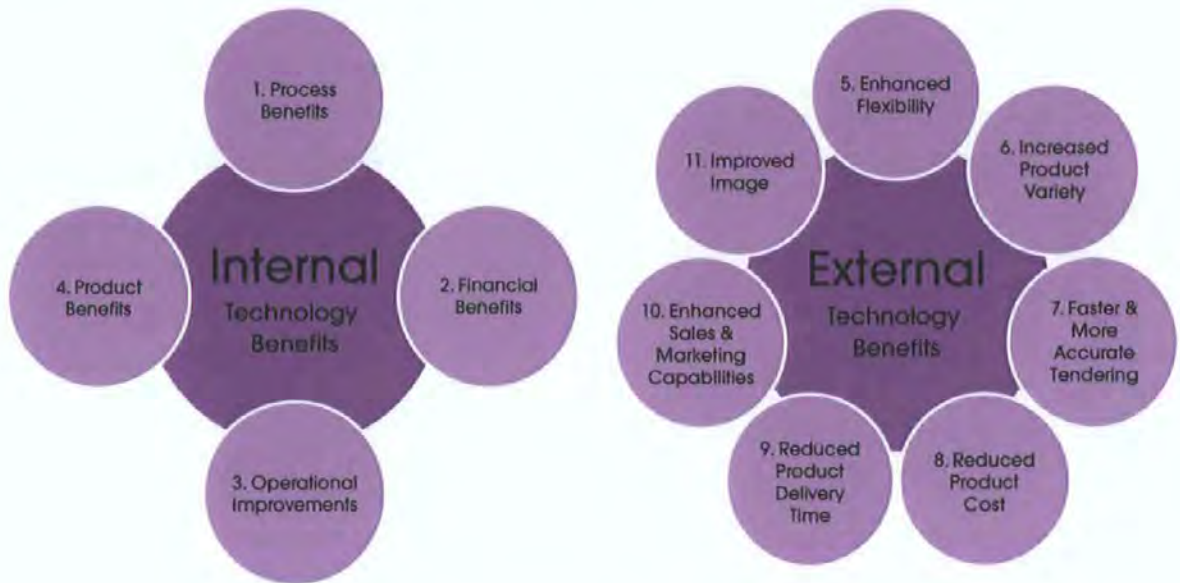 Internal
Technology
Benefits
1. Process
Benefits
2. Financial
Benefits
3. Operational
Improvements
4. Product
Benefits
External
Technology
Benefits
5. Enhanced
Flexibility
6. Increased
Product
Variety
7. Faster &
More
Accurate
Tendering
8. Reduced
Product
Cost
9. Reduced
Product
Delivery
Time
10. Enhanced
Sales &
Marketing
Capabilities
11. Improved
Image